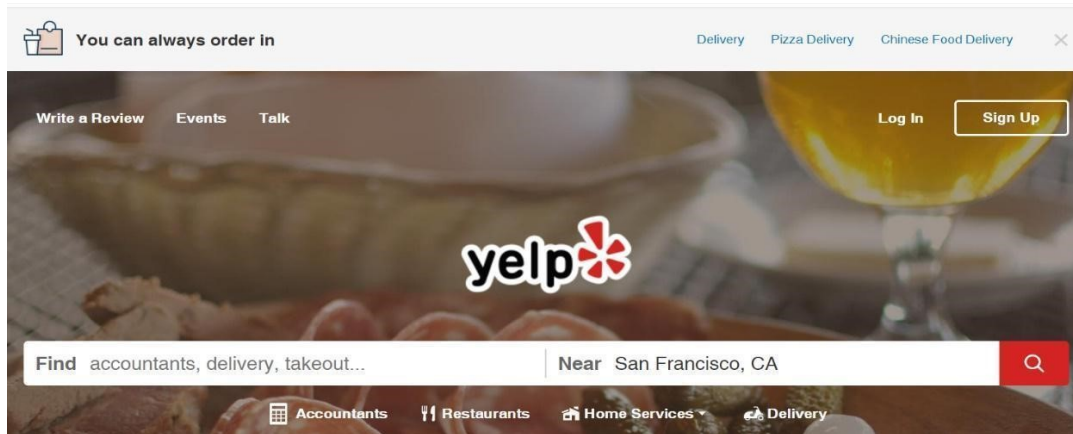 You can always order in
Delivery Pizza Delivery Chinese Food Delivery
Write a Review Events Talk
Log In Sign Up
yelp
Find accountants, delivery, takeout...
Near San Francisco, CA
Accountants Restaurants Home Services Delivery